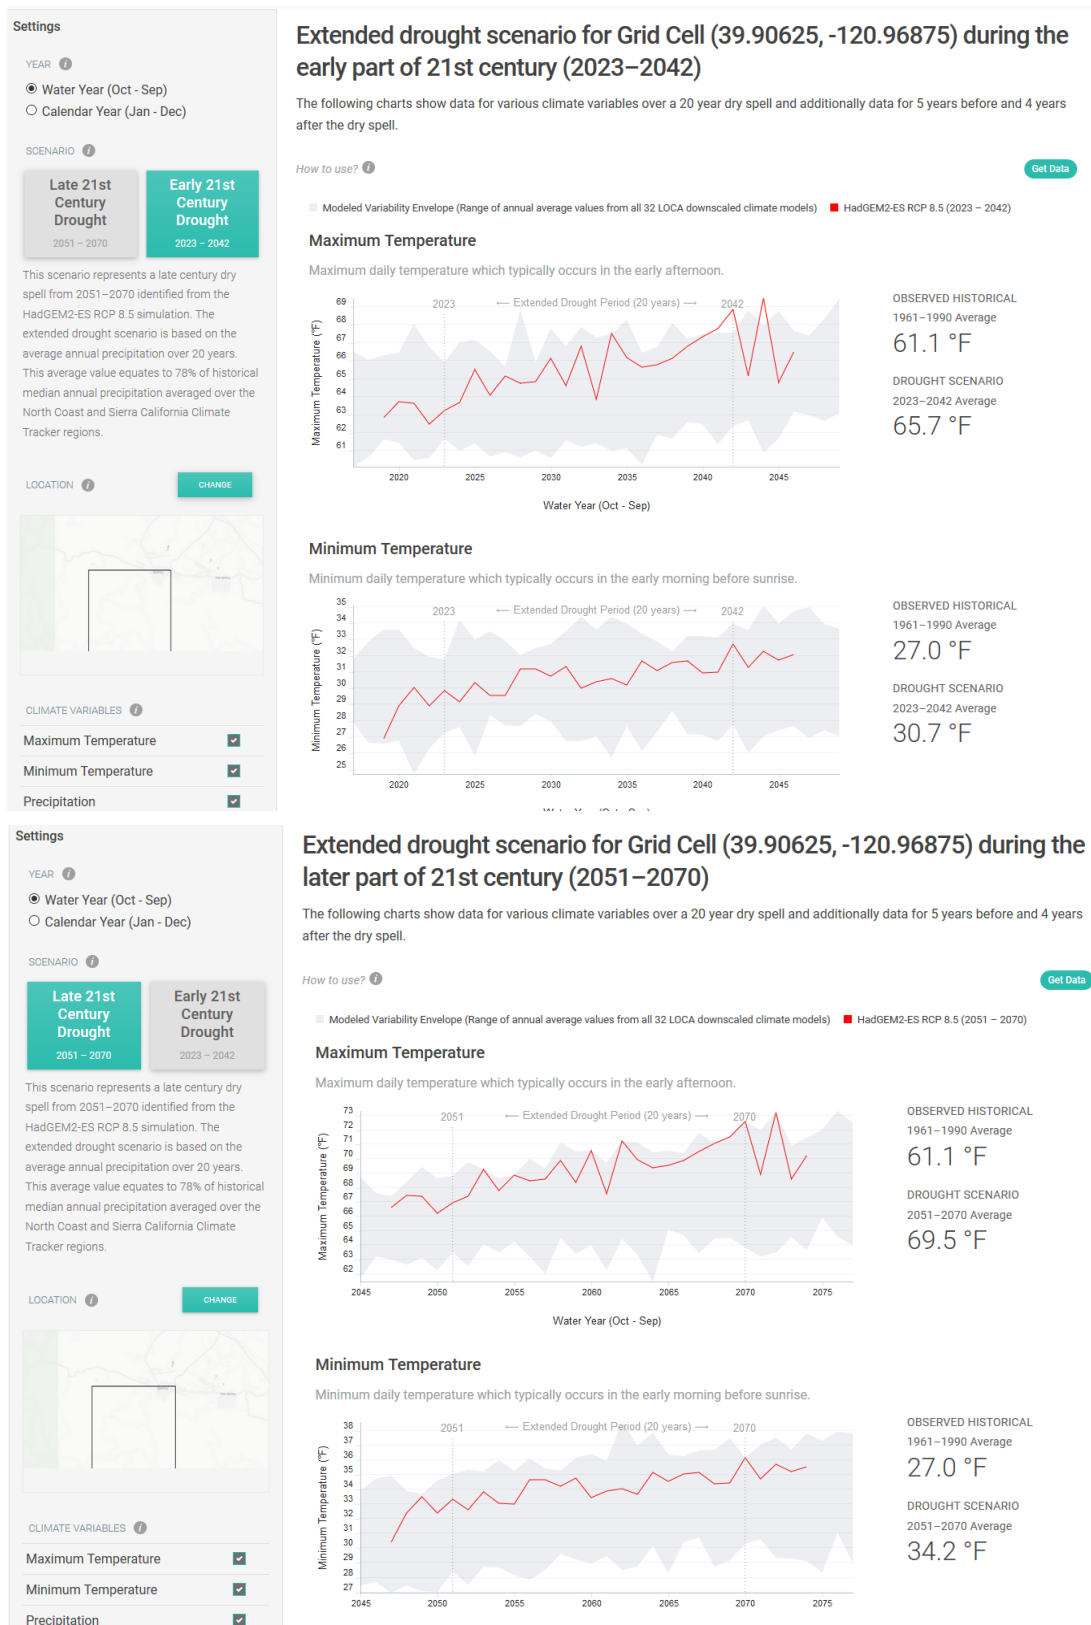 Settings
YEAR i
Water Year (Oct - Sep)
Calendar Year (Jan - Dec)
SCENARIO i
Late 21st
Century
Drought
2051 – 2070
Early 21st
Century
Drought
2023 – 2042
This scenario represents a late century dry
spell from 2051–2070 identified from the
HadGEM2-ES RCP 8.5 simulation. The
extended drought scenario is based on the
average annual precipitation over 20 years.
This average value equates to 78% of historical
median annual precipitation averaged over the
North Coast and Sierra California Climate
Tracker regions.
LOCATION i
CHANGE
CLIMATE VARIABLES i
Maximum Temperature
Minimum Temperature
Precipitation
Extended drought scenario for Grid Cell (39.90625, -120.96875) during the
early part of 21st century (2023–2042)
The following charts show data for various climate variables over a 20 year dry spell and additionally data for 5 years before and 4 years
after the dry spell.
How to use? i
Get Data
Modeled Variability Envelope (Range of annual average values from all 32 LOCA downscaled climate models)
HadGEM2-ES RCP 8.5 (2023 – 2042)
Maximum Temperature
Maximum daily temperature which typically occurs in the early afternoon.
2023 ← Extended Drought Period (20 years) → 2042
Maximum Temperature (°F)
69
68
67
66
65
64
63
62
61
2020 2025 2030 2035 2040 2045
Water Year (Oct - Sep)
OBSERVED HISTORICAL
1961–1990 Average
61.1 °F
DROUGHT SCENARIO
2023–2042 Average
65.7 °F
Minimum Temperature
Minimum daily temperature which typically occurs in the early morning before sunrise.
2023 ← Extended Drought Period (20 years) → 2042
Minimum Temperature (°F)
35
34
33
32
31
30
29
28
27
26
25
2020 2025 2030 2035 2040 2045
OBSERVED HISTORICAL
1961–1990 Average
27.0 °F
DROUGHT SCENARIO
2023–2042 Average
30.7 °F
Settings
YEAR i
Water Year (Oct - Sep)
Calendar Year (Jan - Dec)
SCENARIO i
Late 21st
Century
Drought
2051 – 2070
Early 21st
Century
Drought
2023 – 2042
This scenario represents a late century dry
spell from 2051–2070 identified from the
HadGEM2-ES RCP 8.5 simulation. The
extended drought scenario is based on the
average annual precipitation over 20 years.
This average value equates to 78% of historical
median annual precipitation averaged over the
North Coast and Sierra California Climate
Tracker regions.
LOCATION i
CHANGE
CLIMATE VARIABLES i
Maximum Temperature
Minimum Temperature
Precipitation
Extended drought scenario for Grid Cell (39.90625, -120.96875) during the
later part of 21st century (2051–2070)
The following charts show data for various climate variables over a 20 year dry spell and additionally data for 5 years before and 4 years
after the dry spell.
How to use? i
Get Data
Modeled Variability Envelope (Range of annual average values from all 32 LOCA downscaled climate models)
HadGEM2-ES RCP 8.5 (2051 – 2070)
Maximum Temperature
Maximum daily temperature which typically occurs in the early afternoon.
2051 ← Extended Drought Period (20 years) → 2070
Maximum Temperature (°F)
73
72
71
70
69
68
67
66
65
64
63
62
2045 2050 2055 2060 2065 2070 2075
Water Year (Oct - Sep)
OBSERVED HISTORICAL
1961–1990 Average
61.1 °F
DROUGHT SCENARIO
2051–2070 Average
69.5 °F
Minimum Temperature
Minimum daily temperature which typically occurs in the early morning before sunrise.
2051 ← Extended Drought Period (20 years) → 2070
Minimum Temperature (°F)
38
37
36
35
34
33
32
31
30
29
28
27
2045 2050 2055 2060 2065 2070 2075
OBSERVED HISTORICAL
1961–1990 Average
27.0 °F
DROUGHT SCENARIO
2051–2070 Average
34.2 °F